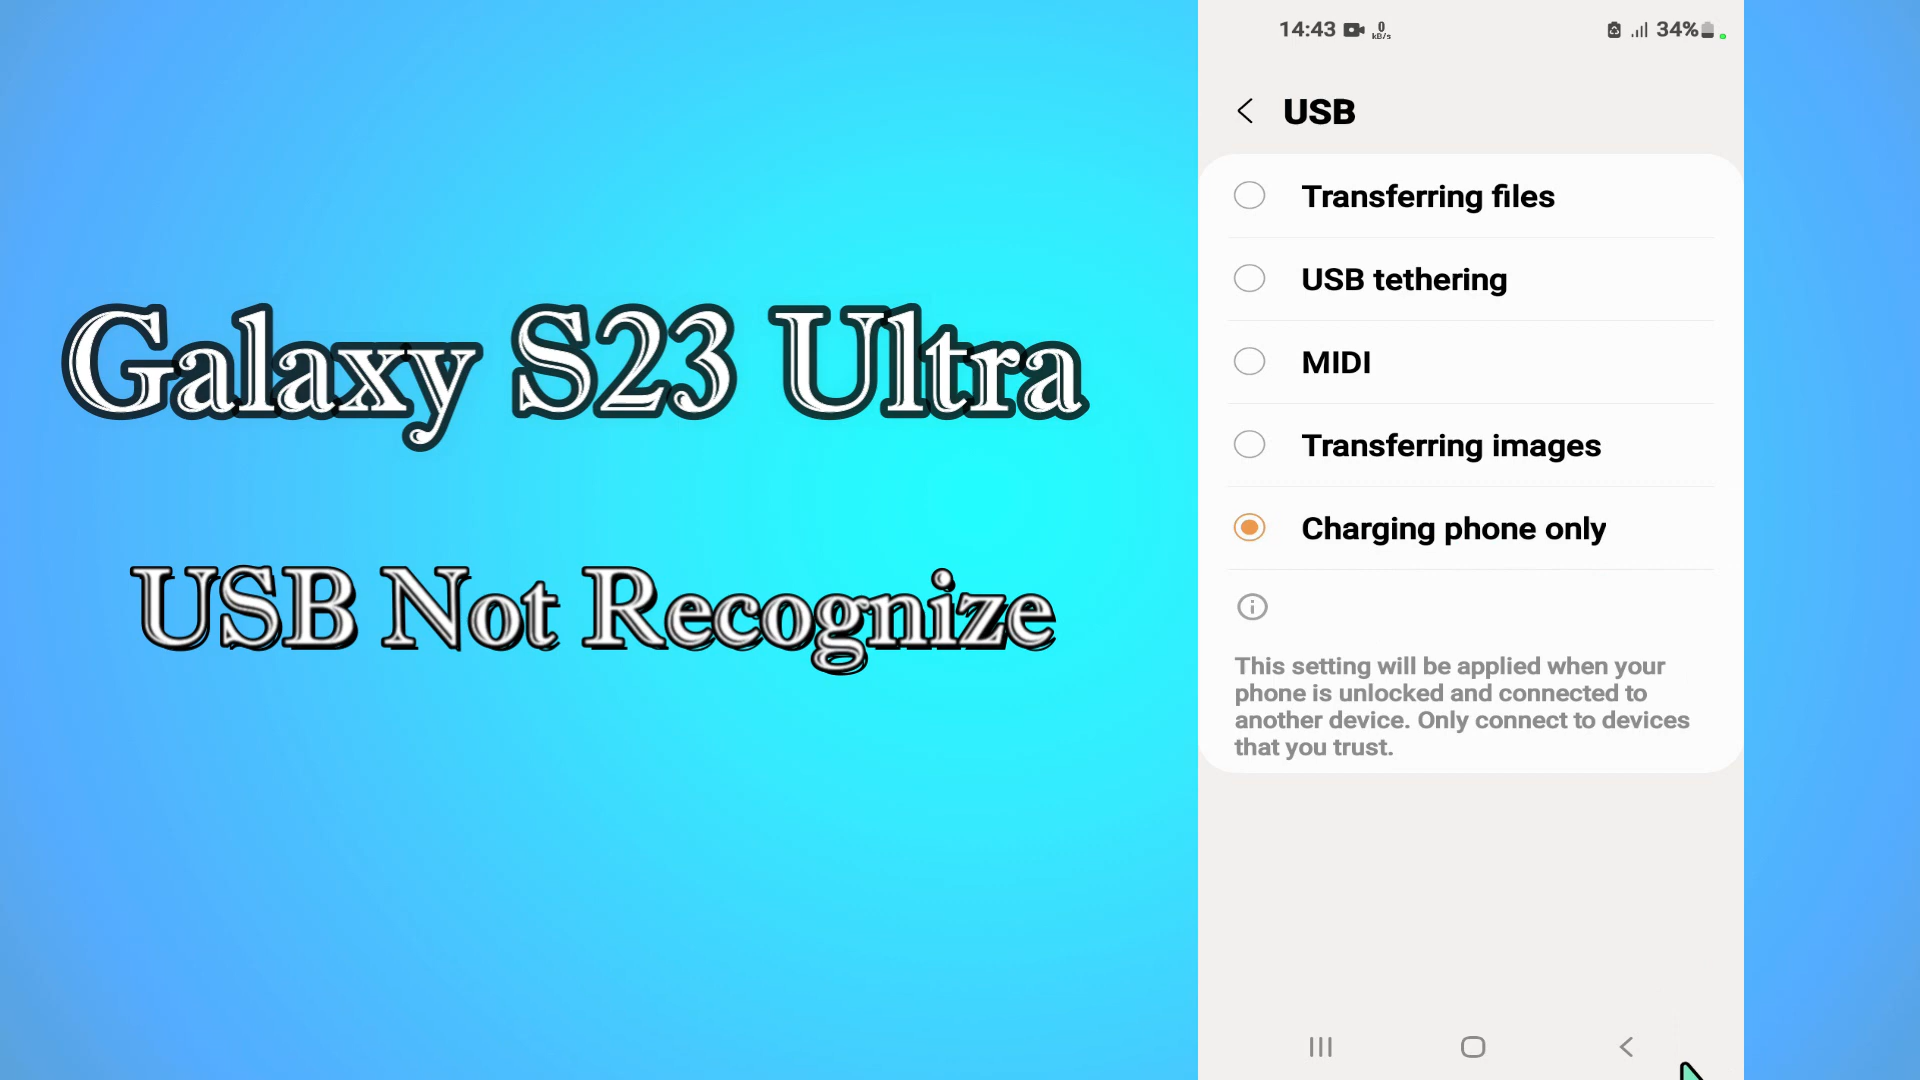 Galaxy S23 Ultra
USB Not Recognize
14:43 0 kB/s 34%
USB
Transferring files
USB tethering
MIDI
Transferring images
Charging phone only
This setting will be applied when your
phone is unlocked and connected to
another device. Only connect to devices
that you trust.